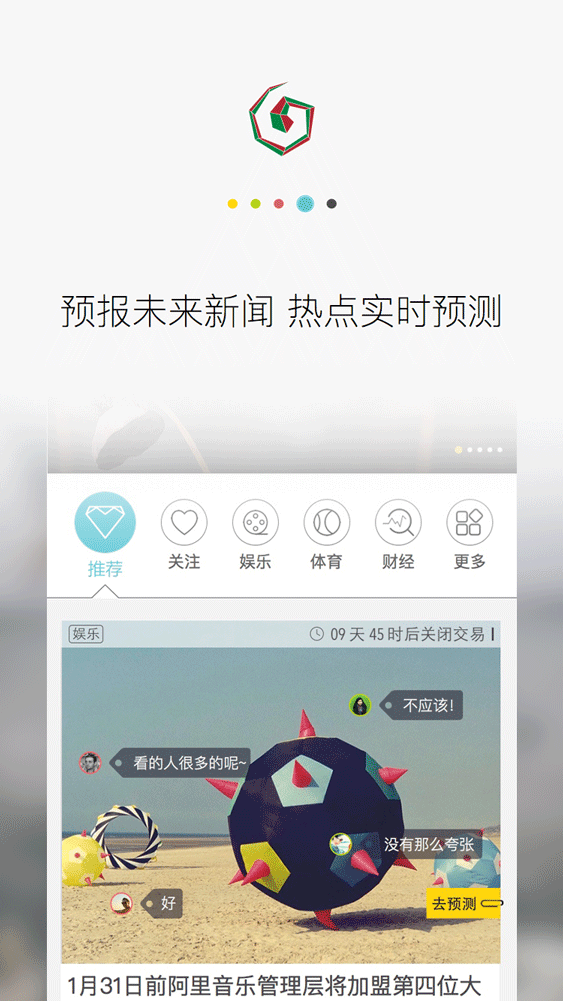 预报未来新闻 热点实时预测
推荐
关注
娱乐
体育
财经
更多
娱乐
09 天 45 时后关闭交易
不应该!
看的人很多的呢~
没有那么夸张
好
去预测
1月31日前阿里音乐管理层将加盟第四位大